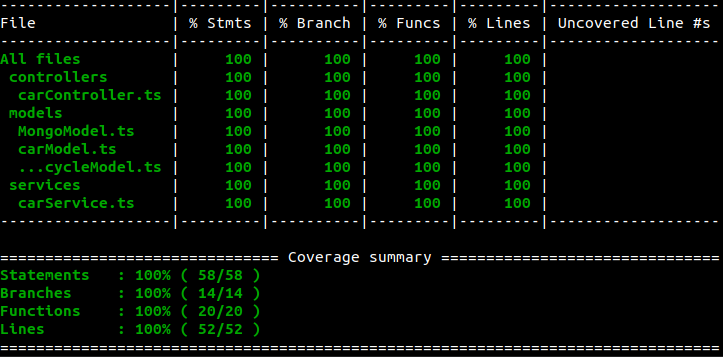 -------------------|---------|----------|---------|---------|-------------------
File               | % Stmts | % Branch | % Funcs | % Lines | Uncovered Line #s 
-------------------|---------|----------|---------|---------|-------------------
All files          |     100 |      100 |     100 |     100 |                   
 controllers       |     100 |      100 |     100 |     100 |                   
  carController.ts |     100 |      100 |     100 |     100 |                   
 models            |     100 |      100 |     100 |     100 |                   
  MongoModel.ts    |     100 |      100 |     100 |     100 |                   
  carModel.ts      |     100 |      100 |     100 |     100 |                   
  ...cycleModel.ts |     100 |      100 |     100 |     100 |                   
 services          |     100 |      100 |     100 |     100 |                   
  carService.ts    |     100 |      100 |     100 |     100 |                   
-------------------|---------|----------|---------|---------|-------------------
=============================== Coverage summary ===============================
Statements   : 100% ( 58/58 )
Branches     : 100% ( 14/14 )
Functions    : 100% ( 20/20 )
Lines        : 100% ( 52/52 )
================================================================================